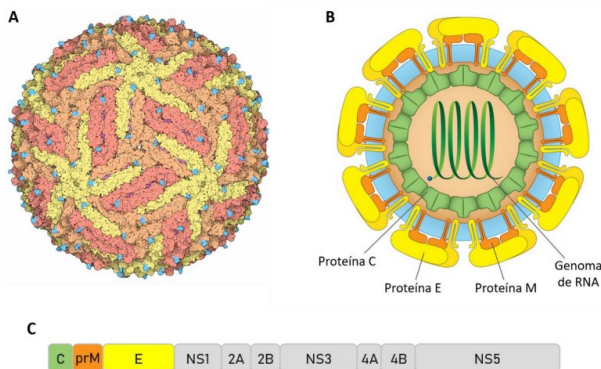 A
B
Proteína C
Proteína E
Proteína M
Genoma
de RNA
C
C prM E NS1 2A 2B NS3 4A 4B NS5